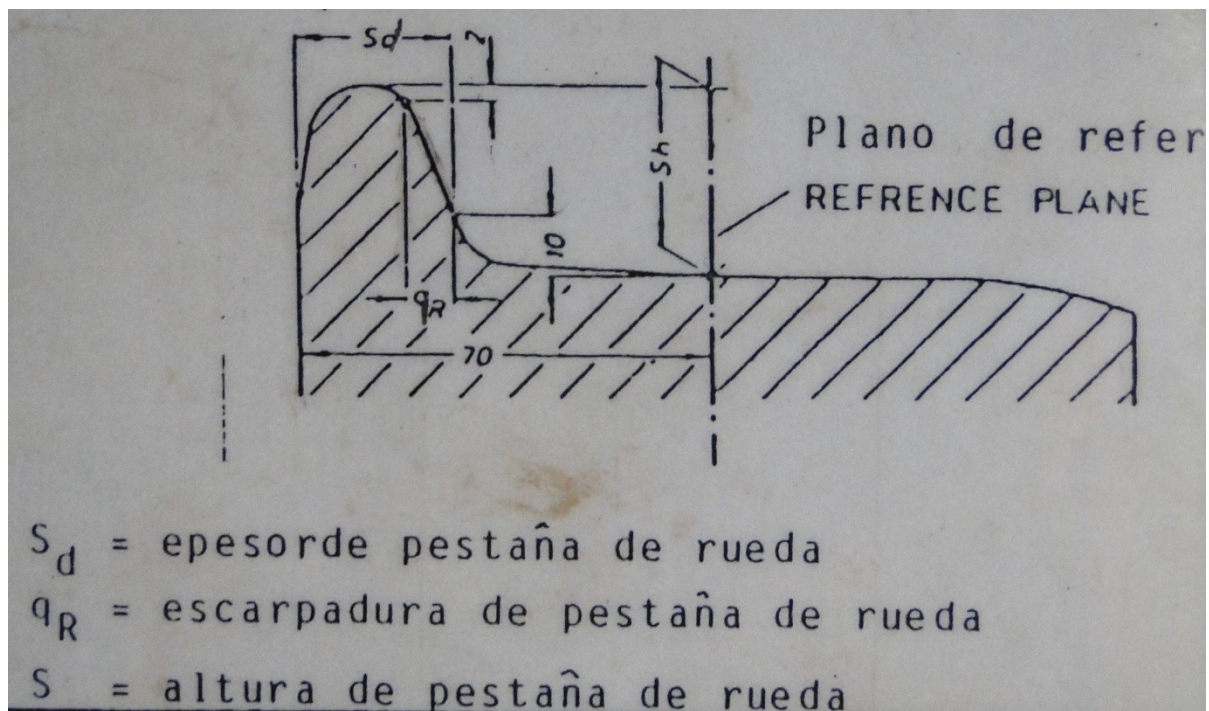 Sd
2
Sh
Plano de refer
REFRENCE PLANE
10
qR
70
Sd = epesorde pestaña de rueda
qR = escarpadura de pestaña de rueda
S = altura de pestaña de rueda